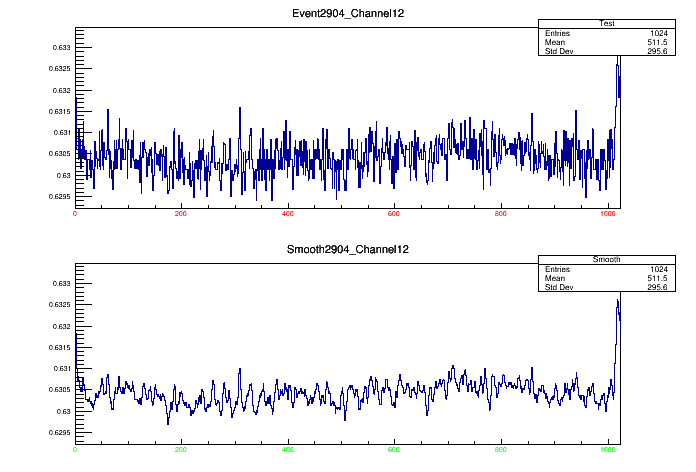 Event2904_Channel12
Test
Entries 1024
Mean 511.5
Std Dev 295.6
0.633
0.6325
0.632
0.6315
0.631
0.6305
0.63
0.6295
0 200 400 600 800 1000
Smooth2904_Channel12
Smooth
Entries 1024
Mean 511.5
Std Dev 295.6
0.633
0.6325
0.632
0.6315
0.631
0.6305
0.63
0.6295
0 200 400 600 800 1000